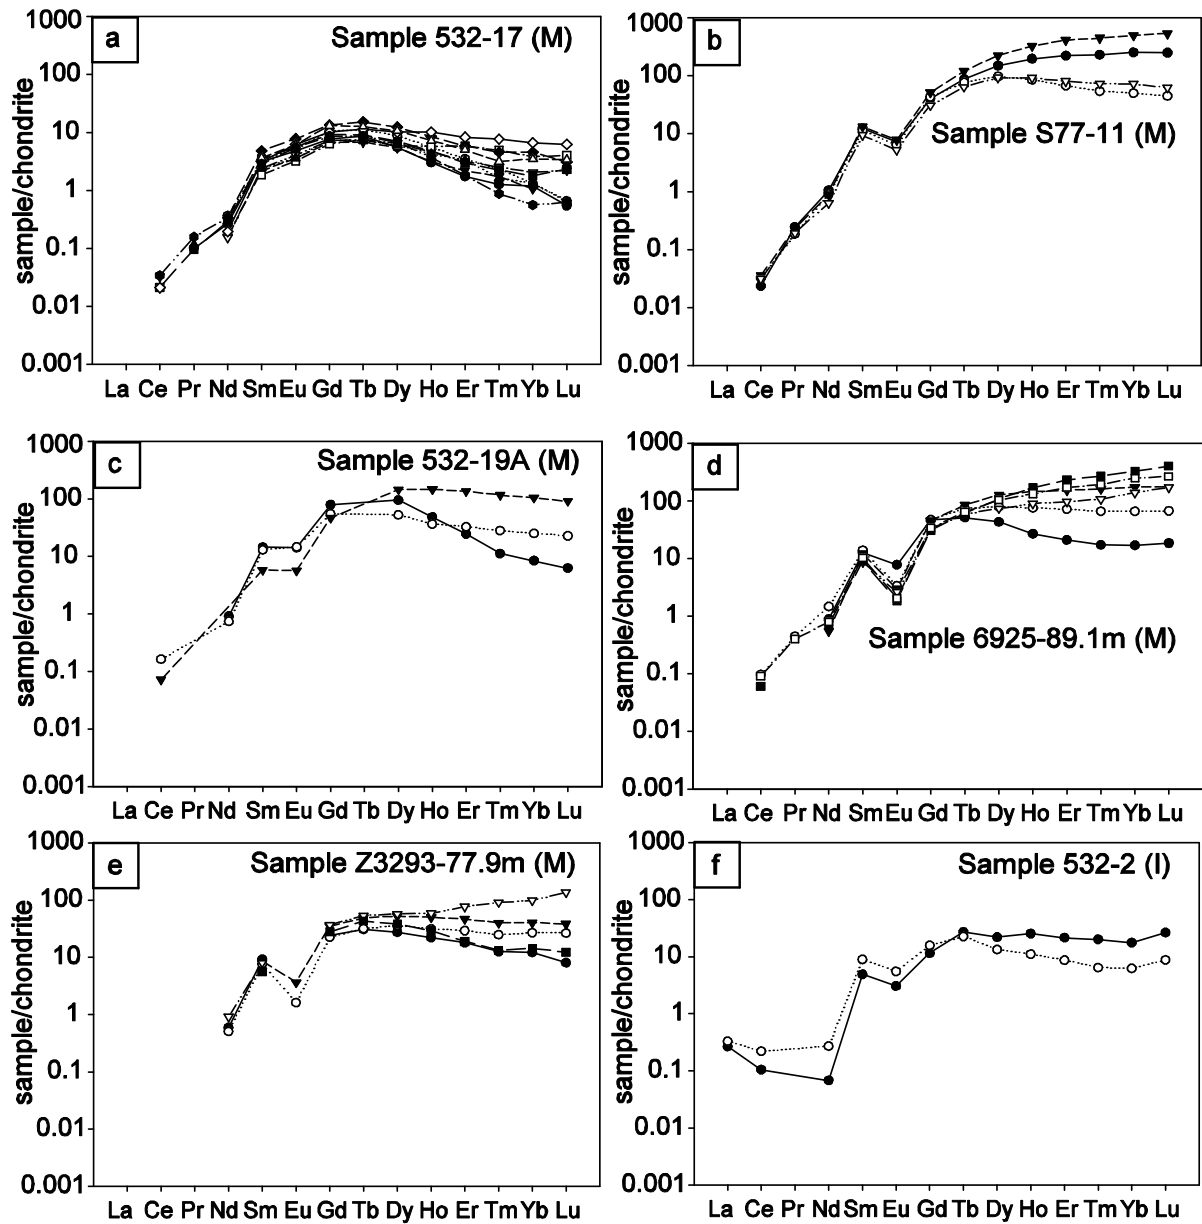 a
Sample 532-17 (M)
sample/chondrite
1000
100
10
1
0.1
0.01
0.001
La Ce Pr Nd Sm Eu Gd Tb Dy Ho Er Tm Yb Lu
b
Sample S77-11 (M)
sample/chondrite
1000
100
10
1
0.1
0.01
0.001
La Ce Pr Nd Sm Eu Gd Tb Dy Ho Er Tm Yb Lu
c
Sample 532-19A (M)
sample/chondrite
1000
100
10
1
0.1
0.01
0.001
La Ce Pr Nd Sm Eu Gd Tb Dy Ho Er Tm Yb Lu
d
Sample 6925-89.1m (M)
sample/chondrite
1000
100
10
1
0.1
0.01
0.001
La Ce Pr Nd Sm Eu Gd Tb Dy Ho Er Tm Yb Lu
e
Sample Z3293-77.9m (M)
sample/chondrite
1000
100
10
1
0.1
0.01
0.001
La Ce Pr Nd Sm Eu Gd Tb Dy Ho Er Tm Yb Lu
f
Sample 532-2 (I)
sample/chondrite
1000
100
10
1
0.1
0.01
0.001
La Ce Pr Nd Sm Eu Gd Tb Dy Ho Er Tm Yb Lu